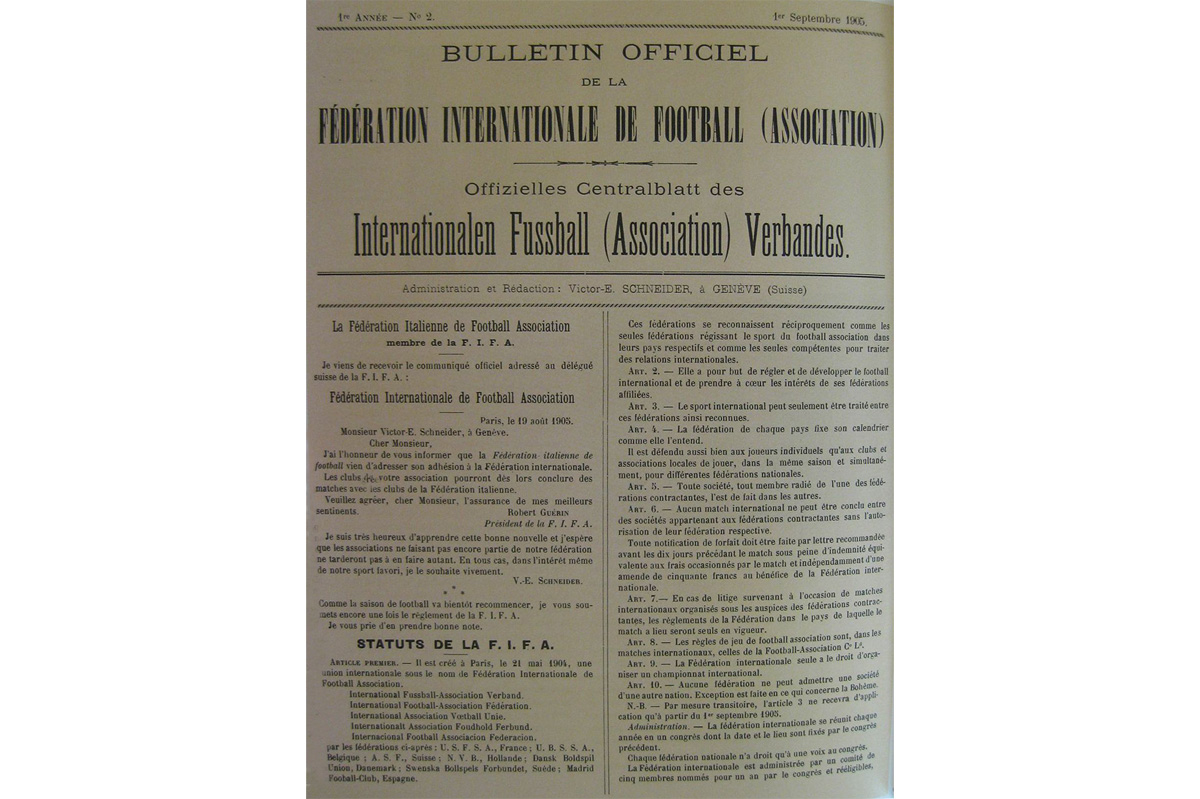 1re ANNÉE — No 2.
1er Septembre 1905.
BULLETIN OFFICIEL
DE LA
FÉDÉRATION INTERNATIONALE DE FOOTBALL (ASSOCIATION)
Offizielles Centralblatt des
Internationalen Fussball (Association) Verbandes.
Administration et Rédaction : Victor-E. SCHNEIDER, à GENÈVE (Suisse)
La Fédération Italienne de Football Association
membre de la F. I. F. A.
Je viens de recevoir le communiqué officiel adressé au délégué
suisse de la F. I. F. A. :
Fédération Internationale de Football Association
Paris, le 19 août 1905.
Monsieur Victor-E. Schneider, à Genève.
Cher Monsieur,
J'ai l'honneur de vous informer que la Fédération italienne de
football vien d'adresser son adhésion à la Fédération internationale.
Les clubs de votre association pourront dès lors conclure des
matches avec les clubs de la Fédération italienne.
Veuillez agréer, cher Monsieur, l'assurance de mes meilleurs
sentiments. Robert GUÉRIN
Président de la F. I. F. A.
Je suis très heureux d'apprendre cette bonne nouvelle et j'espère
que les associations ne faisant pas encore partie de notre fédération
ne tarderont pas à en faire autant. En tous cas, dans l'intérêt même
de notre sport favori, je le souhaite vivement.
V.-E. SCHNEIDER.
* * *
Comme la saison de football va bientôt recommencer, je vous sou-
mets encore une lois le règlement de la F. I. F. A.
Je vous prie d'en prendre bonne note.
STATUTS DE LA F. I. F. A.
ARTICLE PREMIER. — Il est créé à Paris, le 21 mai 1904, une
union internationale sous le nom de Fédération Internationale de
Football Association.
International Fussball-Association Verband.
International Football-Association Fédération.
International Association Vœtball Unie.
Internationalt Association Foudhold Ferbund.
Internacional Football Associacion Federacion.
par les fédérations ci-après : U. S. F. S. A., France ; U. B. S. S. A.,
Belgique ; A. S. F., Suisse ; N. V. B., Hollande ; Dansk Boldspil
Union, Danemark ; Swenska Bollspels Forbundet, Suède ; Madrid
Fooball-Club, Espagne.
Ces fédérations se reconnaissent réciproquement comme les
seules fédérations régissant le sport du football association dans
leurs pays respectifs et comme les seules compétentes pour traiter
des relations internationales.
ART. 2. — Elle a pour but de régler et de développer le football
international et de prendre à cœur les intérêts de ses fédérations
affiliées.
ART. 3. — Le sport international peut seulement être traité entre
ces fédérations ainsi reconnues.
ART. 4. — La fédération de chaque pays fixe son calendrier
comme elle l'entend.
Il est défendu aussi bien aux joueurs individuels qu'aux clubs et
associations locales de jouer, dans la même saison et simultané-
ment, pour différentes fédérations nationales.
ART. 5. — Toute société, tout membre radié de l'une des fédé-
rations contractantes, l'est de fait dans les autres.
ART. 6. — Aucun match international ne peut être conclu entre
des sociétés appartenant aux fédérations contractantes sans l'auto-
risation de leur fédération respective.
Toute notification de forfait doit être faite par lettre recommandée
avant les dix jours précédant le match sous peine d'indemnité équi-
valente aux frais occasionnés par le match et indépendamment d'une
amende de cinquante francs au bénéfice de la Fédération inter-
nationale.
ART. 7.— En cas de litige survenant à l'occasion de matches
internationaux organisés sous les auspices des fédérations contrac-
tantes, les règlements de la Fédération dans le pays de laquelle le
match a lieu seront seuls en vigueur.
ART. 8. — Les règles de jeu de football association sont, dans les
matches internationaux, celles de la Football-Association Cy Ld.
ART. 9. — La Fédération internationale seule a le droit d'orga-
niser un championnat international.
ART. 10. — Aucune fédération ne peut admettre une société
d'une autre nation. Exception est faite en ce qui concerne la Bohême.
N.-B. — Par mesure transitoire, l'article 3 ne recevra d'appli-
cation qu'à partir du 1er septembre 1905.
Administration. — La fédération internationale se réunit chaque
année en un congrès dont la date et le lieu sont fixés par le congrès
précédent.
Chaque fédération nationale n'a droit qu'à une voix au congrès.
La Fédération internationale est administrée par un comité de
cinq membres nommés pour un an par le congrès et rééligibles,